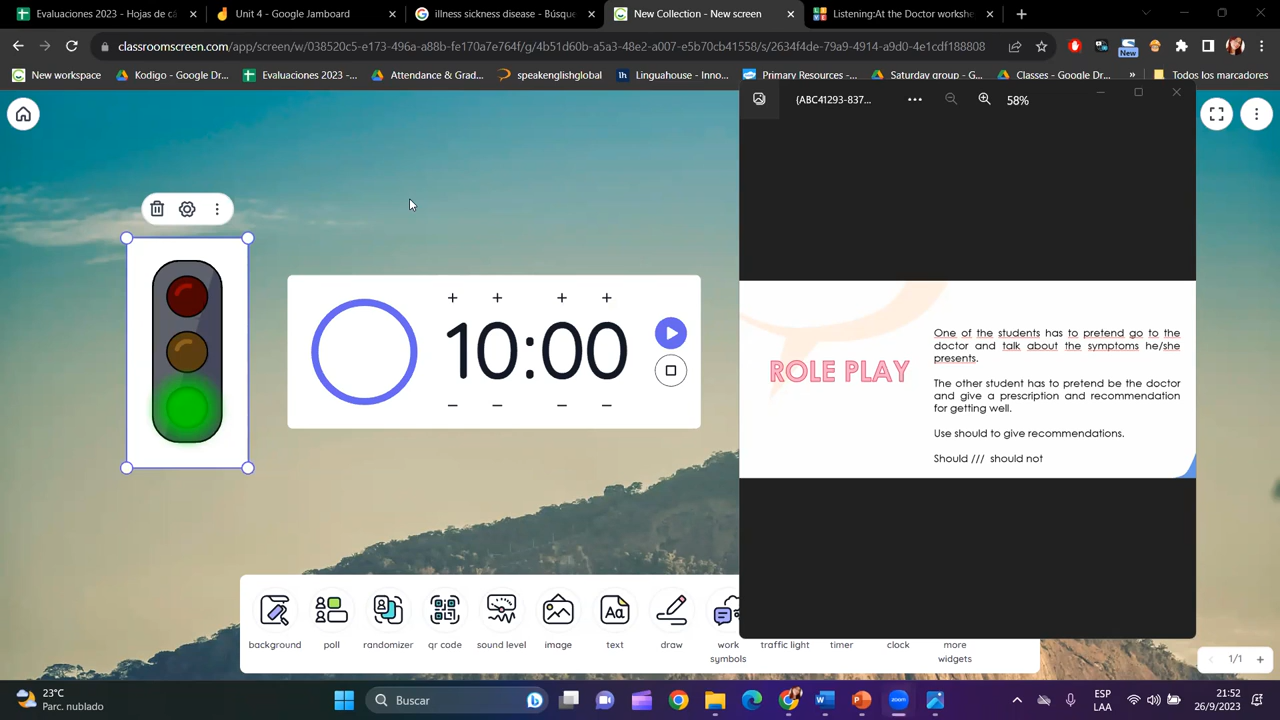 Evaluaciones 2023 - Hojas de cá
Unit 4 - Google Jamboard
illness sickness disease - Búsque
New Collection - New screen
Listening:At the Doctor workshe
classroomscreen.com/app/screen/w/038520c5-e173-496a-a88b-fe170a7e764f/g/4b51d60b-a5a3-48e2-a007-e5b70cb41558/s/2634f4de-79a9-4914-a9d0-4e1cdf188808
New
New workspace
Kodigo - Google Dr...
Evaluaciones 2023 -...
Attendance & Grad...
speakenglishglobal
Linguahouse - Inno...
Primary Resources -...
Saturday group - G...
Classes - Google Dr...
»
Todos los marcadores
(ABC41293-837...
58%
10:00
ROLE PLAY
One of the students has to pretend go to the
doctor and talk about the symptoms he/she
presents.
The other student has to pretend be the doctor
and give a prescription and recommendation
for getting well.
Use should to give recommendations.
Should /// should not
background
poll
randomizer
qr code
sound level
image
text
draw
work
symbols
traffic light
timer
clock
more
widgets
1/1
23°C
Parc. nublado
Buscar
ESP
LAA
21:52
26/9/2023